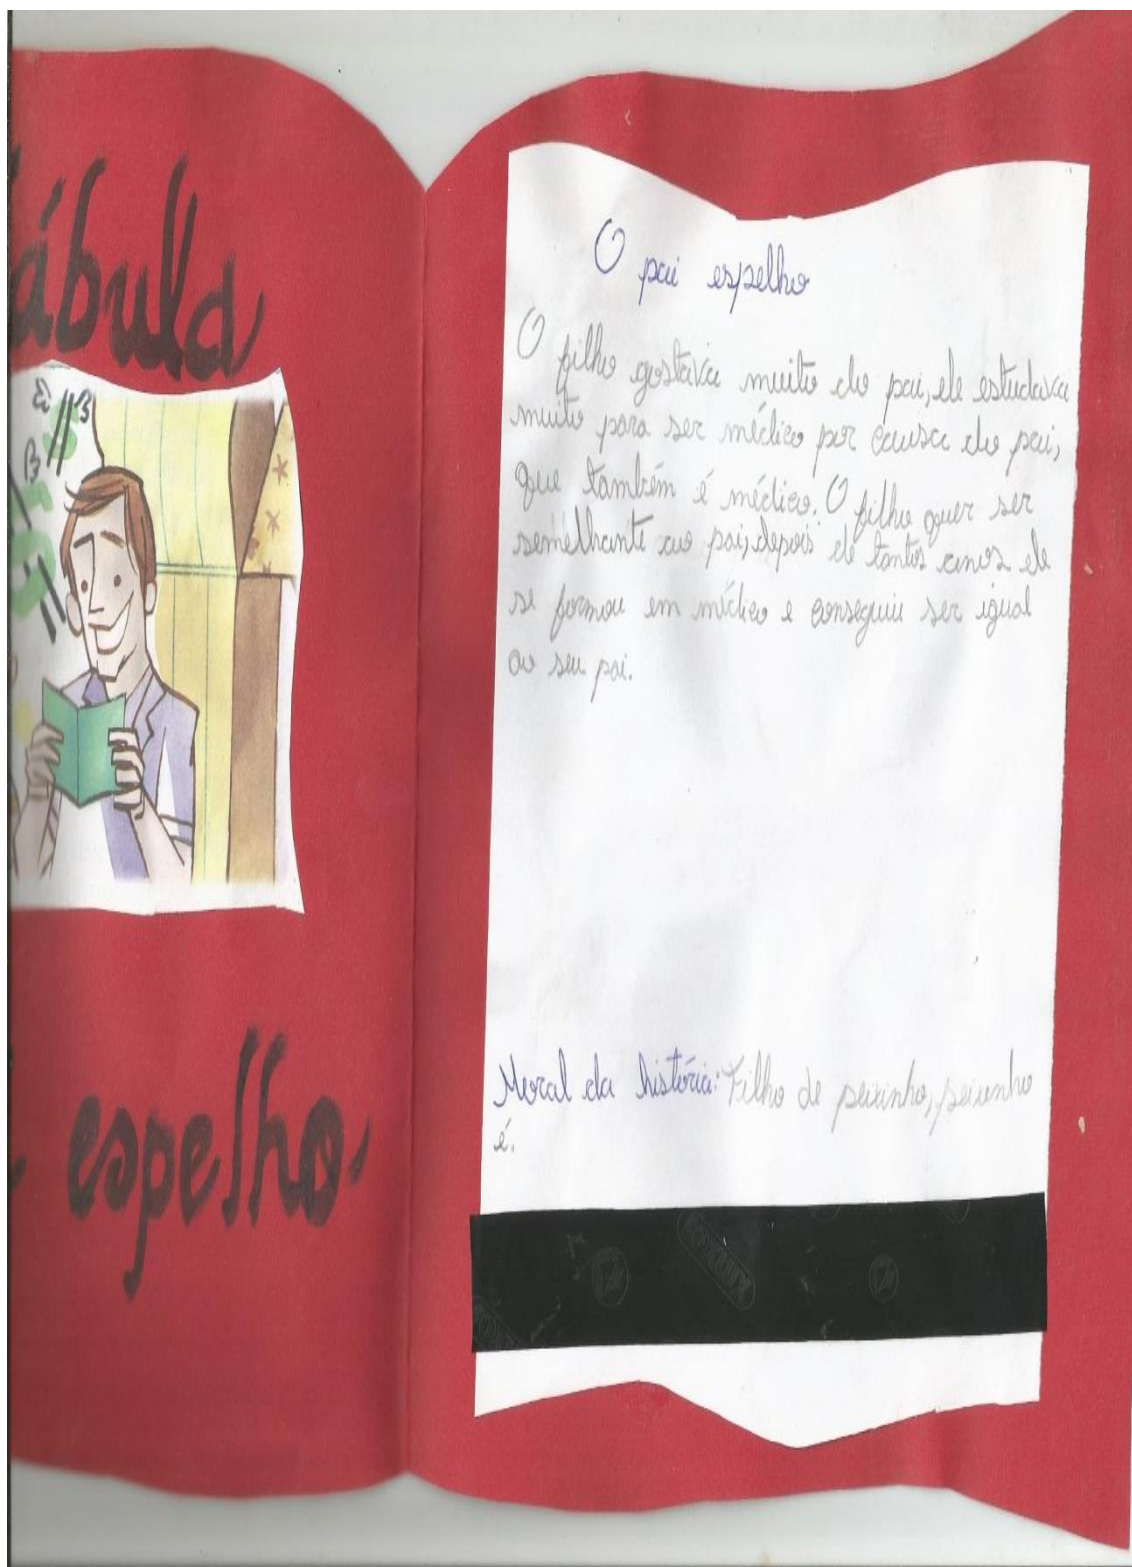 ábula
espelho
O pai espelho
O filho gostava muito do pai, ele estudava
muito para ser médico por causa do pai,
que também é médico. O filho quer ser
semelhante ao pai, depois de tantos anos ele
se formou em médico e conseguiu ser igual
ao seu pai.
Moral da história: Filho de peixinho, peixinho
é.